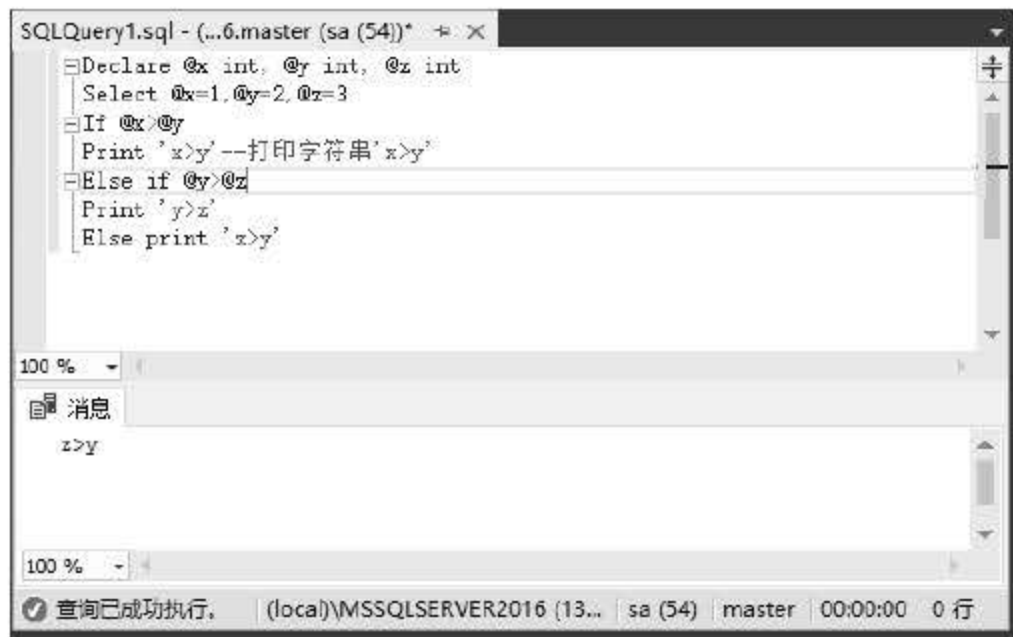 SQLQuery1.sql - (...6.master (sa (54))*
Declare @x int, @y int, @z int
Select @x=1,@y=2,@z=3
If @x>@y
Print 'x>y'--打印字符串'x>y'
Else if @y>@z
Print 'y>z'
Else print 'z>y'
100 %
消息
z>y
100 %
查询已成功执行。 (local)\MSSQLSERVER2016 (13... sa (54) master 00:00:00 0 行